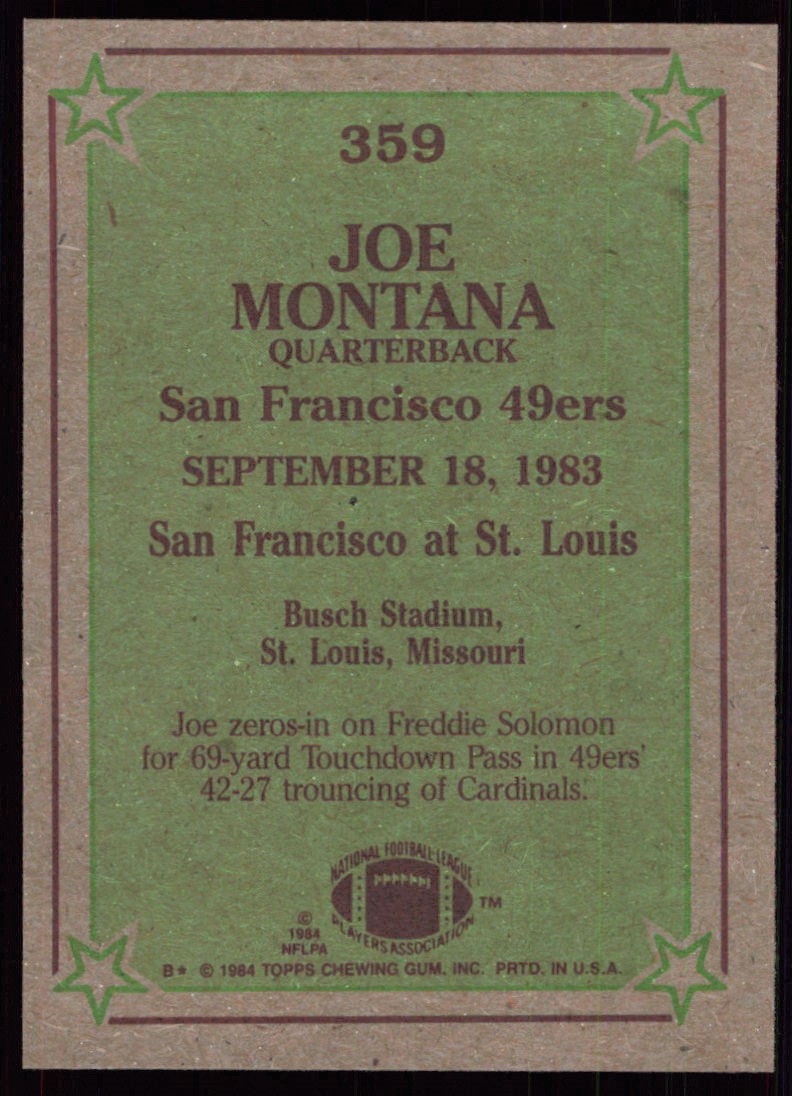 359
JOE
MONTANA
QUARTERBACK
San Francisco 49ers
SEPTEMBER 18, 1983
San Francisco at St. Louis
Busch Stadium,
St. Louis, Missouri
Joe zeros-in on Freddie Solomon
for 69-yard Touchdown Pass in 49ers'
42-27 trouncing of Cardinals.
NATIONAL FOOTBALL LEAGUE
PLAYERS ASSOCIATION
TM
©
1984
NFLPA
B* © 1984 TOPPS CHEWING GUM, INC. PRTD. IN U.S.A.